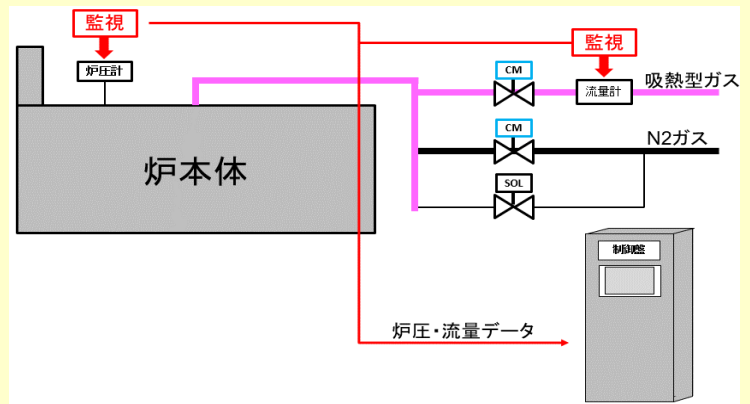 監視
監視
炉圧計
CM
流量計
吸熱型ガス
CM
N2ガス
炉本体
SOL
制御盤
炉圧・流量データ